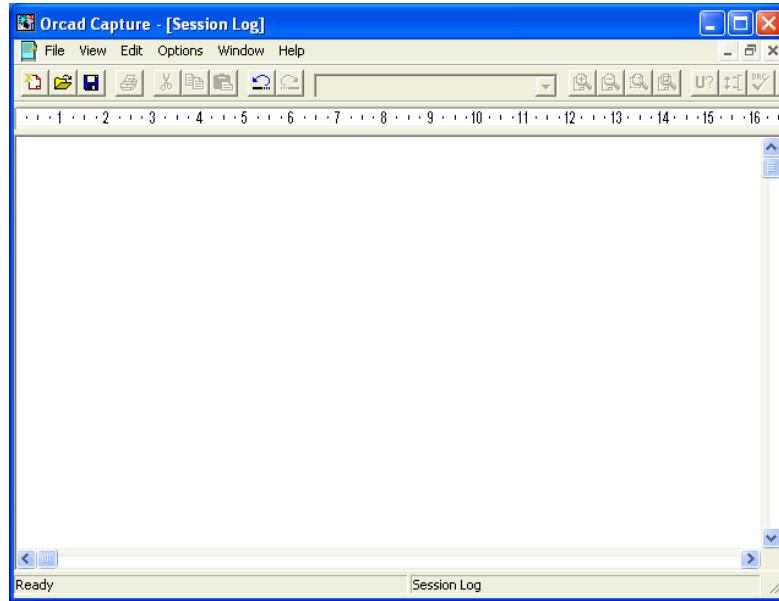 Orcad Capture - [Session Log]
File View Edit Options Window Help
U? DRC
1 2 3 4 5 6 7 8 9 10 11 12 13 14 15 16
Ready Session Log